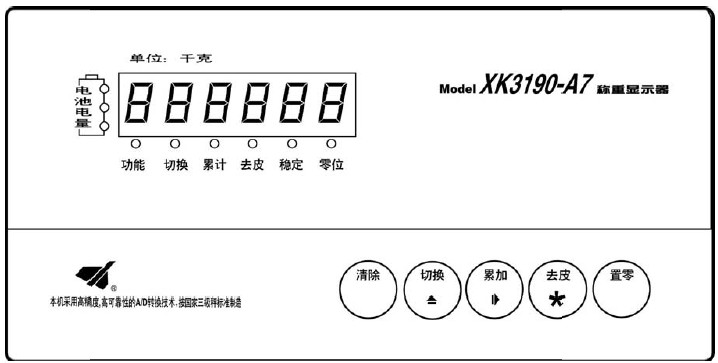 单位：千克
电池电量
888888
Model XK3190-A7 称重显示器
功能 切换 累计 去皮 稳定 零位
清除 切换 累加 去皮 置零
®
本机采用高精度,高可靠性的A/D转换技术,按国家三级秤标准制造